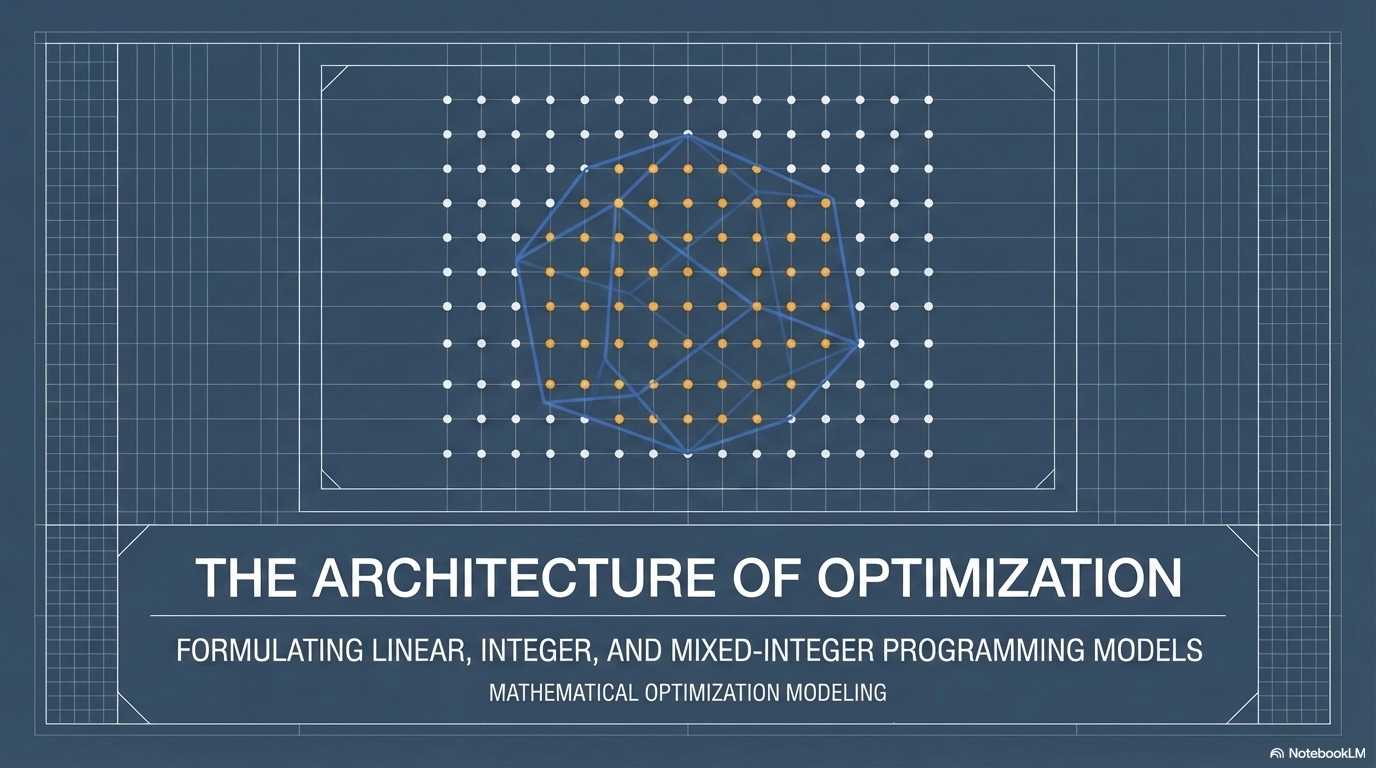 THE ARCHITECTURE OF OPTIMIZATION
FORMULATING LINEAR, INTEGER, AND MIXED-INTEGER PROGRAMMING MODELS
MATHEMATICAL OPTIMIZATION MODELING
NotebookLM